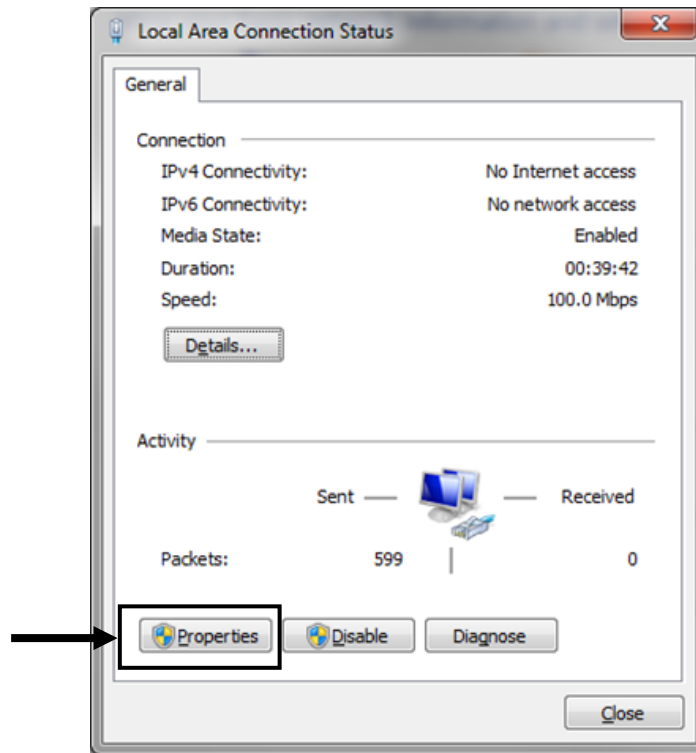 Local Area Connection Status
General
Connection
IPv4 Connectivity: No Internet access
IPv6 Connectivity: No network access
Media State: Enabled
Duration: 00:39:42
Speed: 100.0 Mbps
Details...
Activity
Sent Received
Packets: 599 0
Properties Disable Diagnose
Close